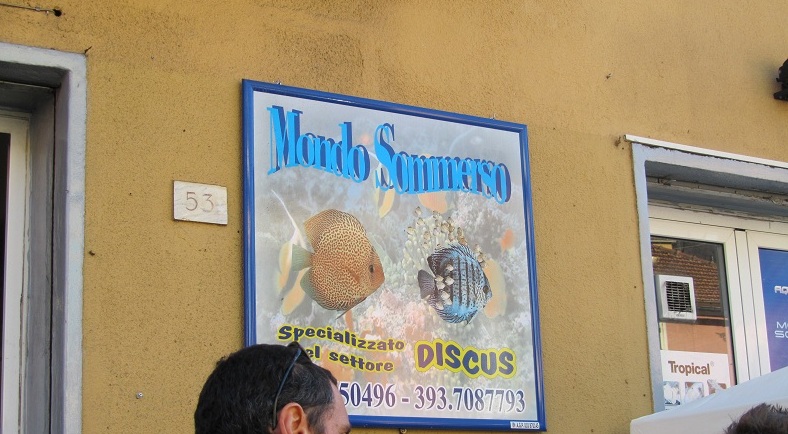 Mondo Sommerso
53
Specializzato
el settore
DISCUS
50496 - 393.7087793
Tropical